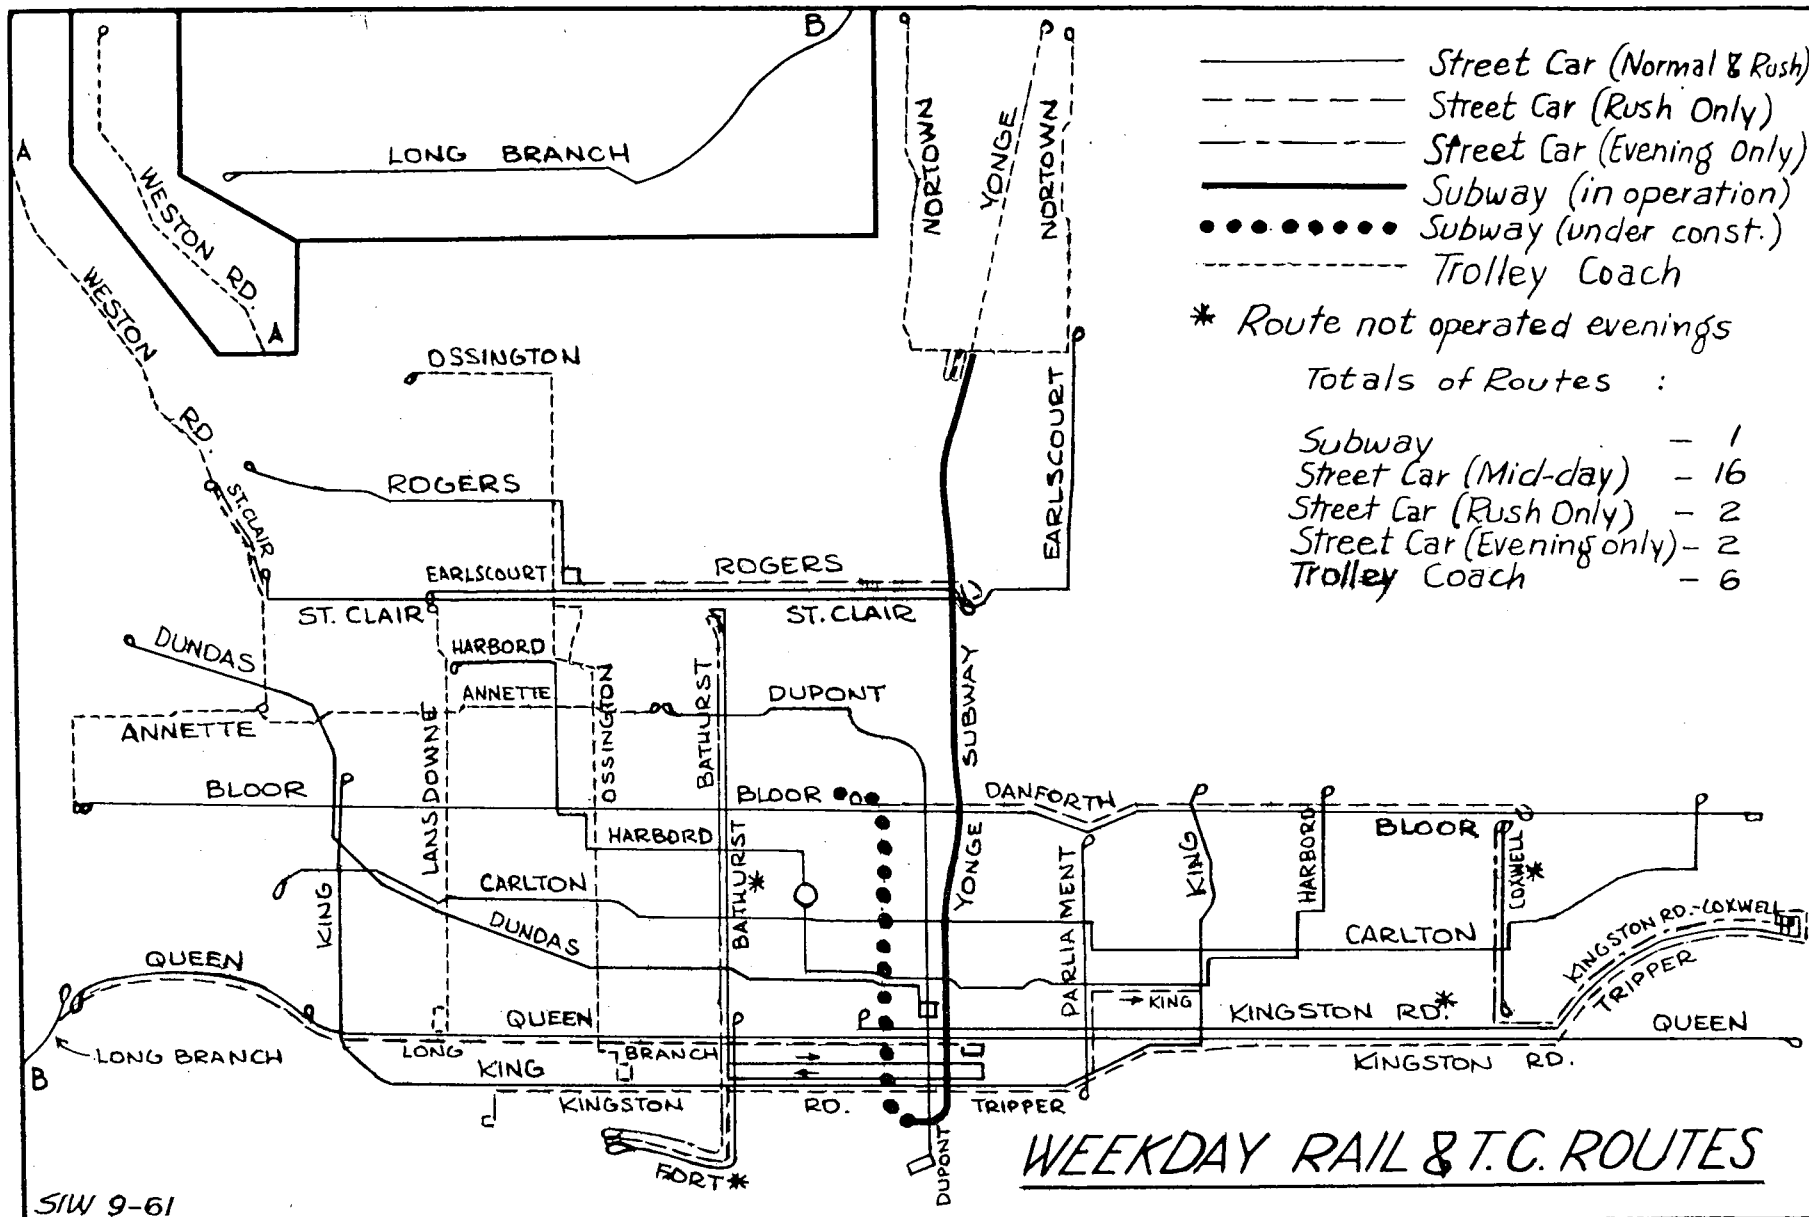 B
LONG BRANCH
A
WESTON RD.
A
WESTON RD.
NORTOWN
YONGE
NORTOWN
Street Car (Normal & Rush)
Street Car (Rush Only)
Street Car (Evening Only)
Subway (in operation)
Subway (under const.)
Trolley Coach
* Route not operated evenings
Totals of Routes :
Subway - 1
Street Car (Mid-day) - 16
Street Car (Rush Only) - 2
Street Car (Evening only) - 2
Trolley Coach - 6
OSSINGTON
EARLSCOURT
ROGERS
ST. CLAIR
EARLSCOURT
ROGERS
ST. CLAIR
ST. CLAIR
DUNDAS
HARBORD
ANNETTE
DUPONT
ANNETTE
LANSDOWNE
OSSINGTON
BATHURST
SUBWAY
YONGE
BLOOR
BLOOR
DANFORTH
BLOOR
HARBORD
BATHURST *
KING
HARBORD
COXWELL *
PARLIAMENT
CARLTON
KING
DUNDAS
CARLTON
KINGSTON RD.-COXWELL
TRIPPER
QUEEN
KING
KINGSTON RD. *
QUEEN
QUEEN
LONG BRANCH
LONG BRANCH
B
KING
KINGSTON RD.
KINGSTON RD. TRIPPER
FORT *
DUPONT
WEEKDAY RAIL & T.C. ROUTES
SIW 9-61